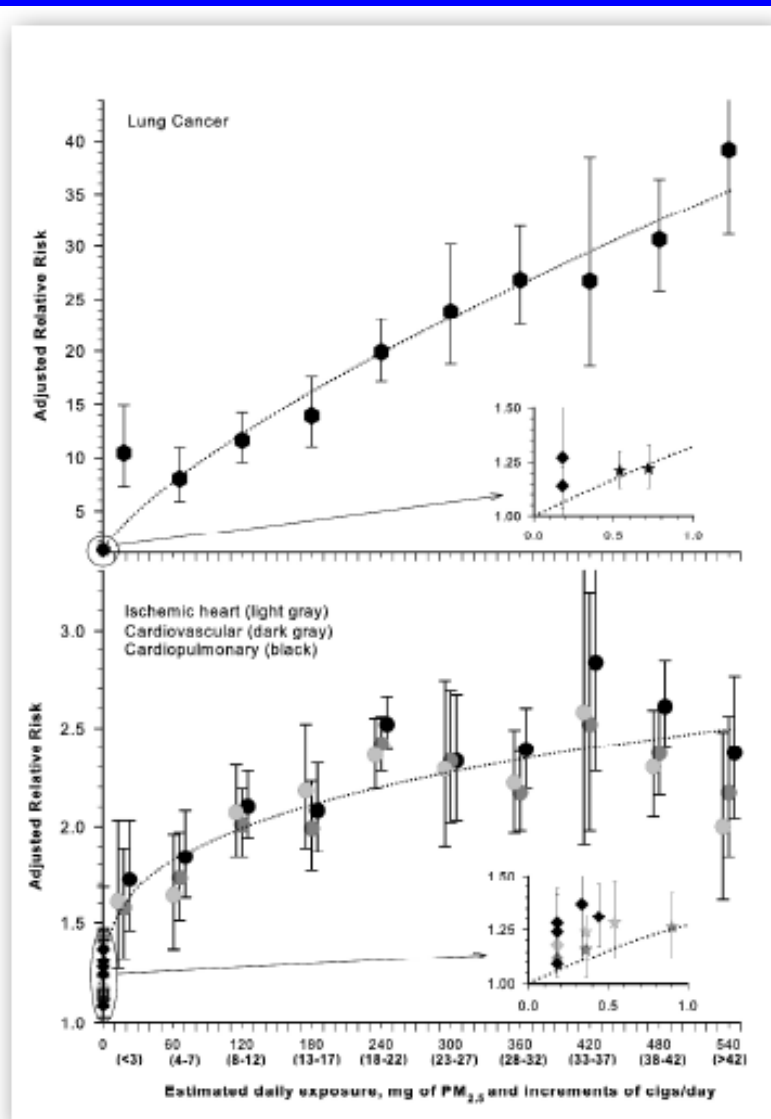 Lung Cancer
Adjusted Relative Risk
40
35
30
25
20
15
10
5
1.50
1.25
1.00
0.0
0.5
1.0
Ischemic heart (light gray)
Cardiovascular (dark gray)
Cardiopulmonary (black)
Adjusted Relative Risk
3.0
2.5
2.0
1.5
1.0
1.50
1.25
1.00
0.0
0.5
1.0
0 60 120 180 240 300 360 420 480 540
(<3) (4-7) (8-12) (13-17) (18-22) (23-27) (28-32) (33-37) (38-42) (>42)
Estimated daily exposure, mg of PM2.5 and increments of cigs/day